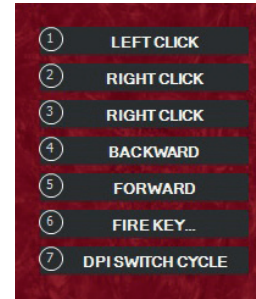 1 LEFT CLICK
2 RIGHT CLICK
3 RIGHT CLICK
4 BACKWARD
5 FORWARD
6 FIRE KEY...
7 DPI SWITCH CYCLE